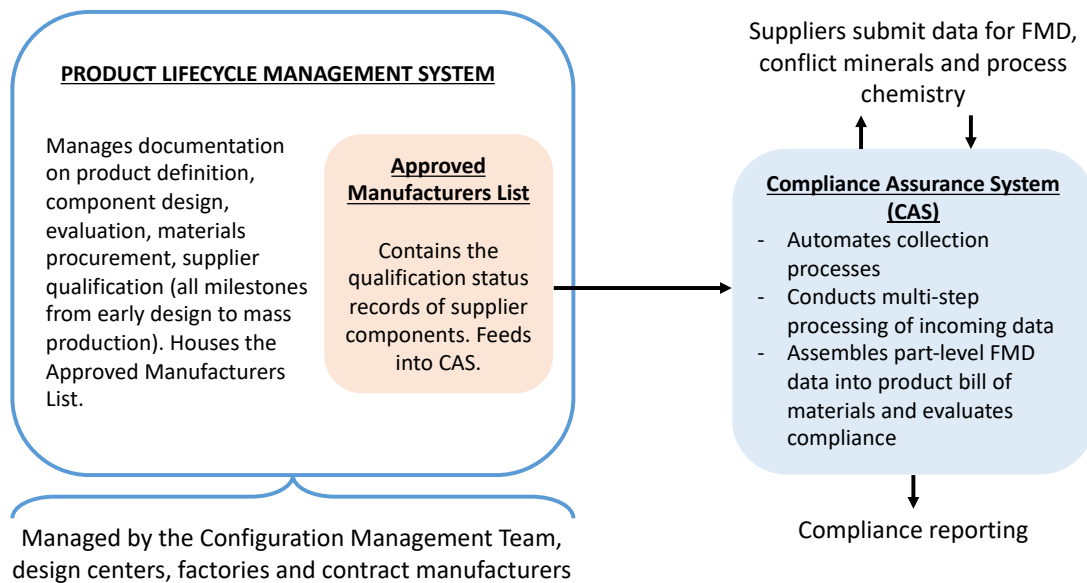 PRODUCT LIFECYCLE MANAGEMENT SYSTEM
Manages documentation
on product definition,
component design,
evaluation, materials
procurement, supplier
qualification (all milestones
from early design to mass
production). Houses the
Approved Manufacturers
List.
Approved
Manufacturers List
Contains the
qualification status
records of supplier
components. Feeds
into CAS.
Managed by the Configuration Management Team,
design centers, factories and contract manufacturers
Suppliers submit data for FMD,
conflict minerals and process
chemistry
Compliance Assurance System
(CAS)
- Automates collection
processes
- Conducts multi-step
processing of incoming data
- Assembles part-level FMD
data into product bill of
materials and evaluates
compliance
Compliance reporting